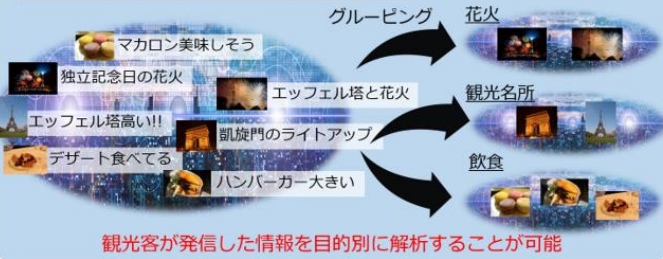 グルーピング
花火
マカロン美味しそう
独立記念日の花火
エッフェル塔と花火
観光名所
エッフェル塔高い!!
凱旋門のライトアップ
デザート食べてる
飲食
ハンバーガー大きい
観光客が発信した情報を目的別に解析することが可能